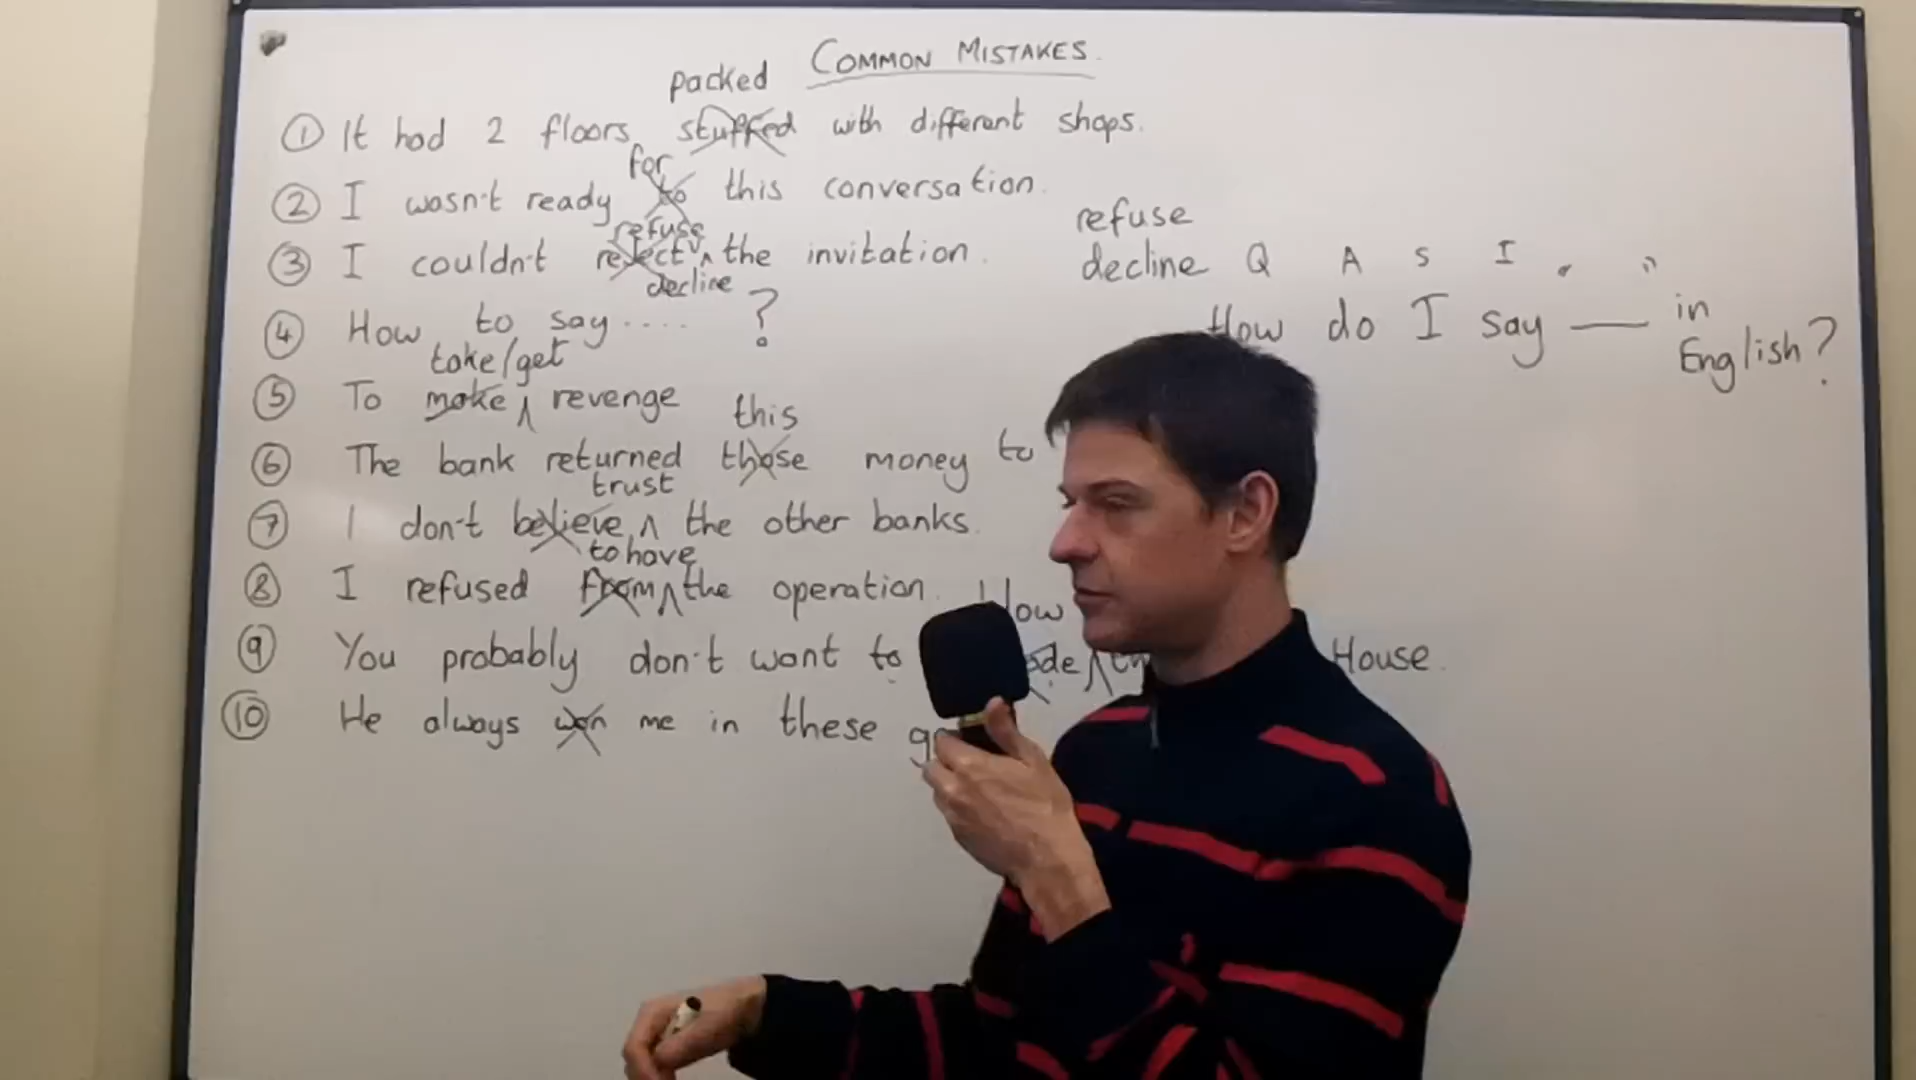 COMMON MISTAKES.
packed
① It had 2 floors stuffed with different shops.
for
② I wasn't ready to this conversation.
refuse
③ I couldn't reject the invitation.
decline
④ How to say ..... ?
take/get
⑤ To make revenge
this
⑥ The bank returned those money to
trust
⑦ I don't believe the other banks.
to have
⑧ I refused from the operation.
How
⑨ You probably don't want to House.
⑩ He always won me in these
refuse
decline Q A S I
How do I say — in English?